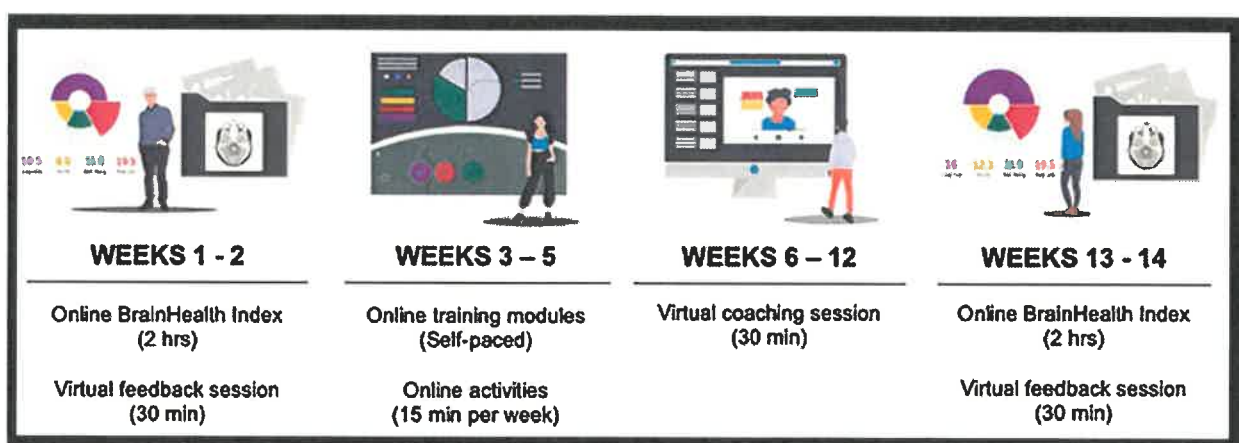 WEEKS 1 - 2
Online BrainHealth Index
(2 hrs)
Virtual feedback session
(30 min)
WEEKS 3 – 5
Online training modules
(Self-paced)
Online activities
(15 min per week)
WEEKS 6 – 12
Virtual coaching session
(30 min)
WEEKS 13 - 14
Online BrainHealth Index
(2 hrs)
Virtual feedback session
(30 min)